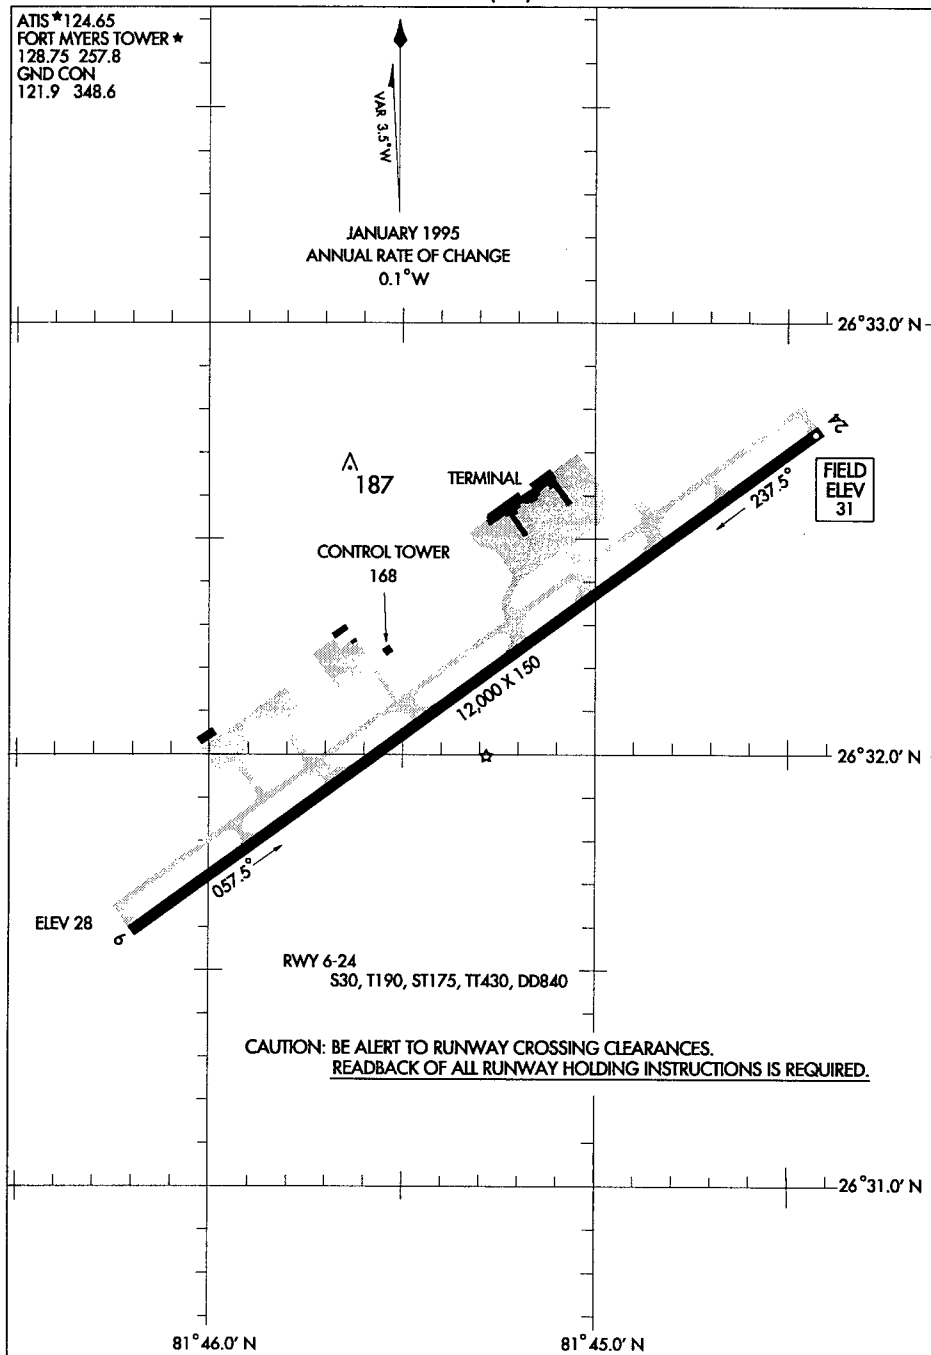 ATIS ★ 124.65
FORT MYERS TOWER ★
128.75 257.8
GND CON
121.9 348.6
VAR 3.5°W
JANUARY 1995
ANNUAL RATE OF CHANGE
0.1°W
26°33.0' N
187
TERMINAL
24
FIELD
ELEV
31
237.5°
CONTROL TOWER
168
12,000 X 150
26°32.0' N
057.5°
ELEV 28
6
RWY 6-24
S30, T190, ST175, TT430, DD840
CAUTION: BE ALERT TO RUNWAY CROSSING CLEARANCES.
READBACK OF ALL RUNWAY HOLDING INSTRUCTIONS IS REQUIRED.
26°31.0' N
81°46.0' N
81°45.0' N